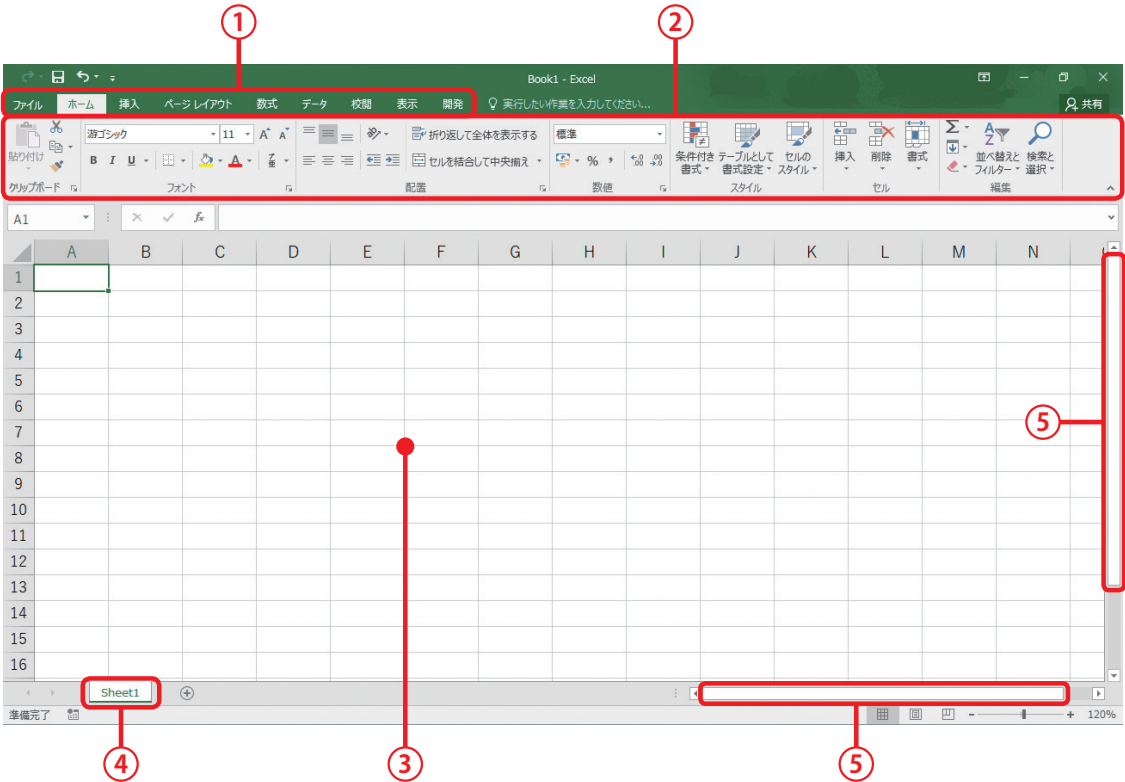 ① ②
Book1 - Excel
ファイル ホーム 挿入 ページ レイアウト 数式 データ 校閲 表示 開発 実行したい作業を入力してください... 共有
游ゴシック 11 A A 折り返して全体を表示する 標準
貼り付け B I U A セルを結合して中央揃え % 条件付き書式 テーブルとして書式設定 セルのスタイル 挿入 削除 書式 Σ 並べ替えとフィルター 検索と選択
クリップボード フォント 配置 数値 スタイル セル 編集
A1 fx
A B C D E F G H I J K L M N
1
2
3
4
5
6
7
⑤
8
9
10
11
12
13
14
15
16
Sheet1
準備完了 120%
④ ③ ⑤